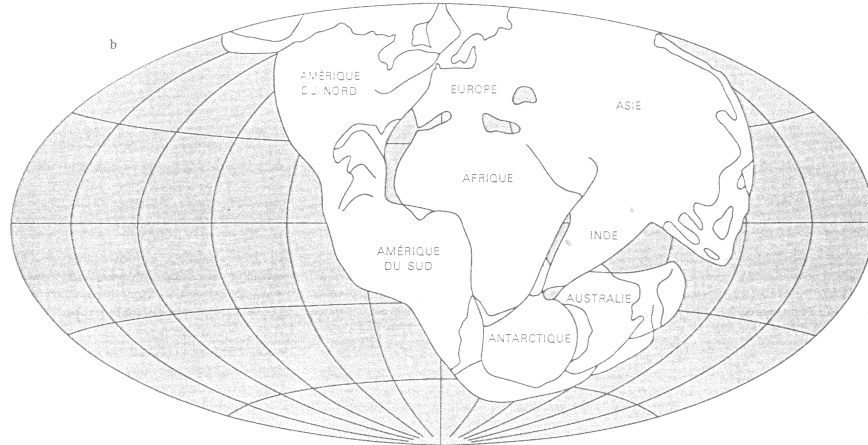 b
AMÉRIQUE
DU NORD
EUROPE
ASIE
AFRIQUE
INDE
AMÉRIQUE
DU SUD
AUSTRALIE
ANTARCTIQUE